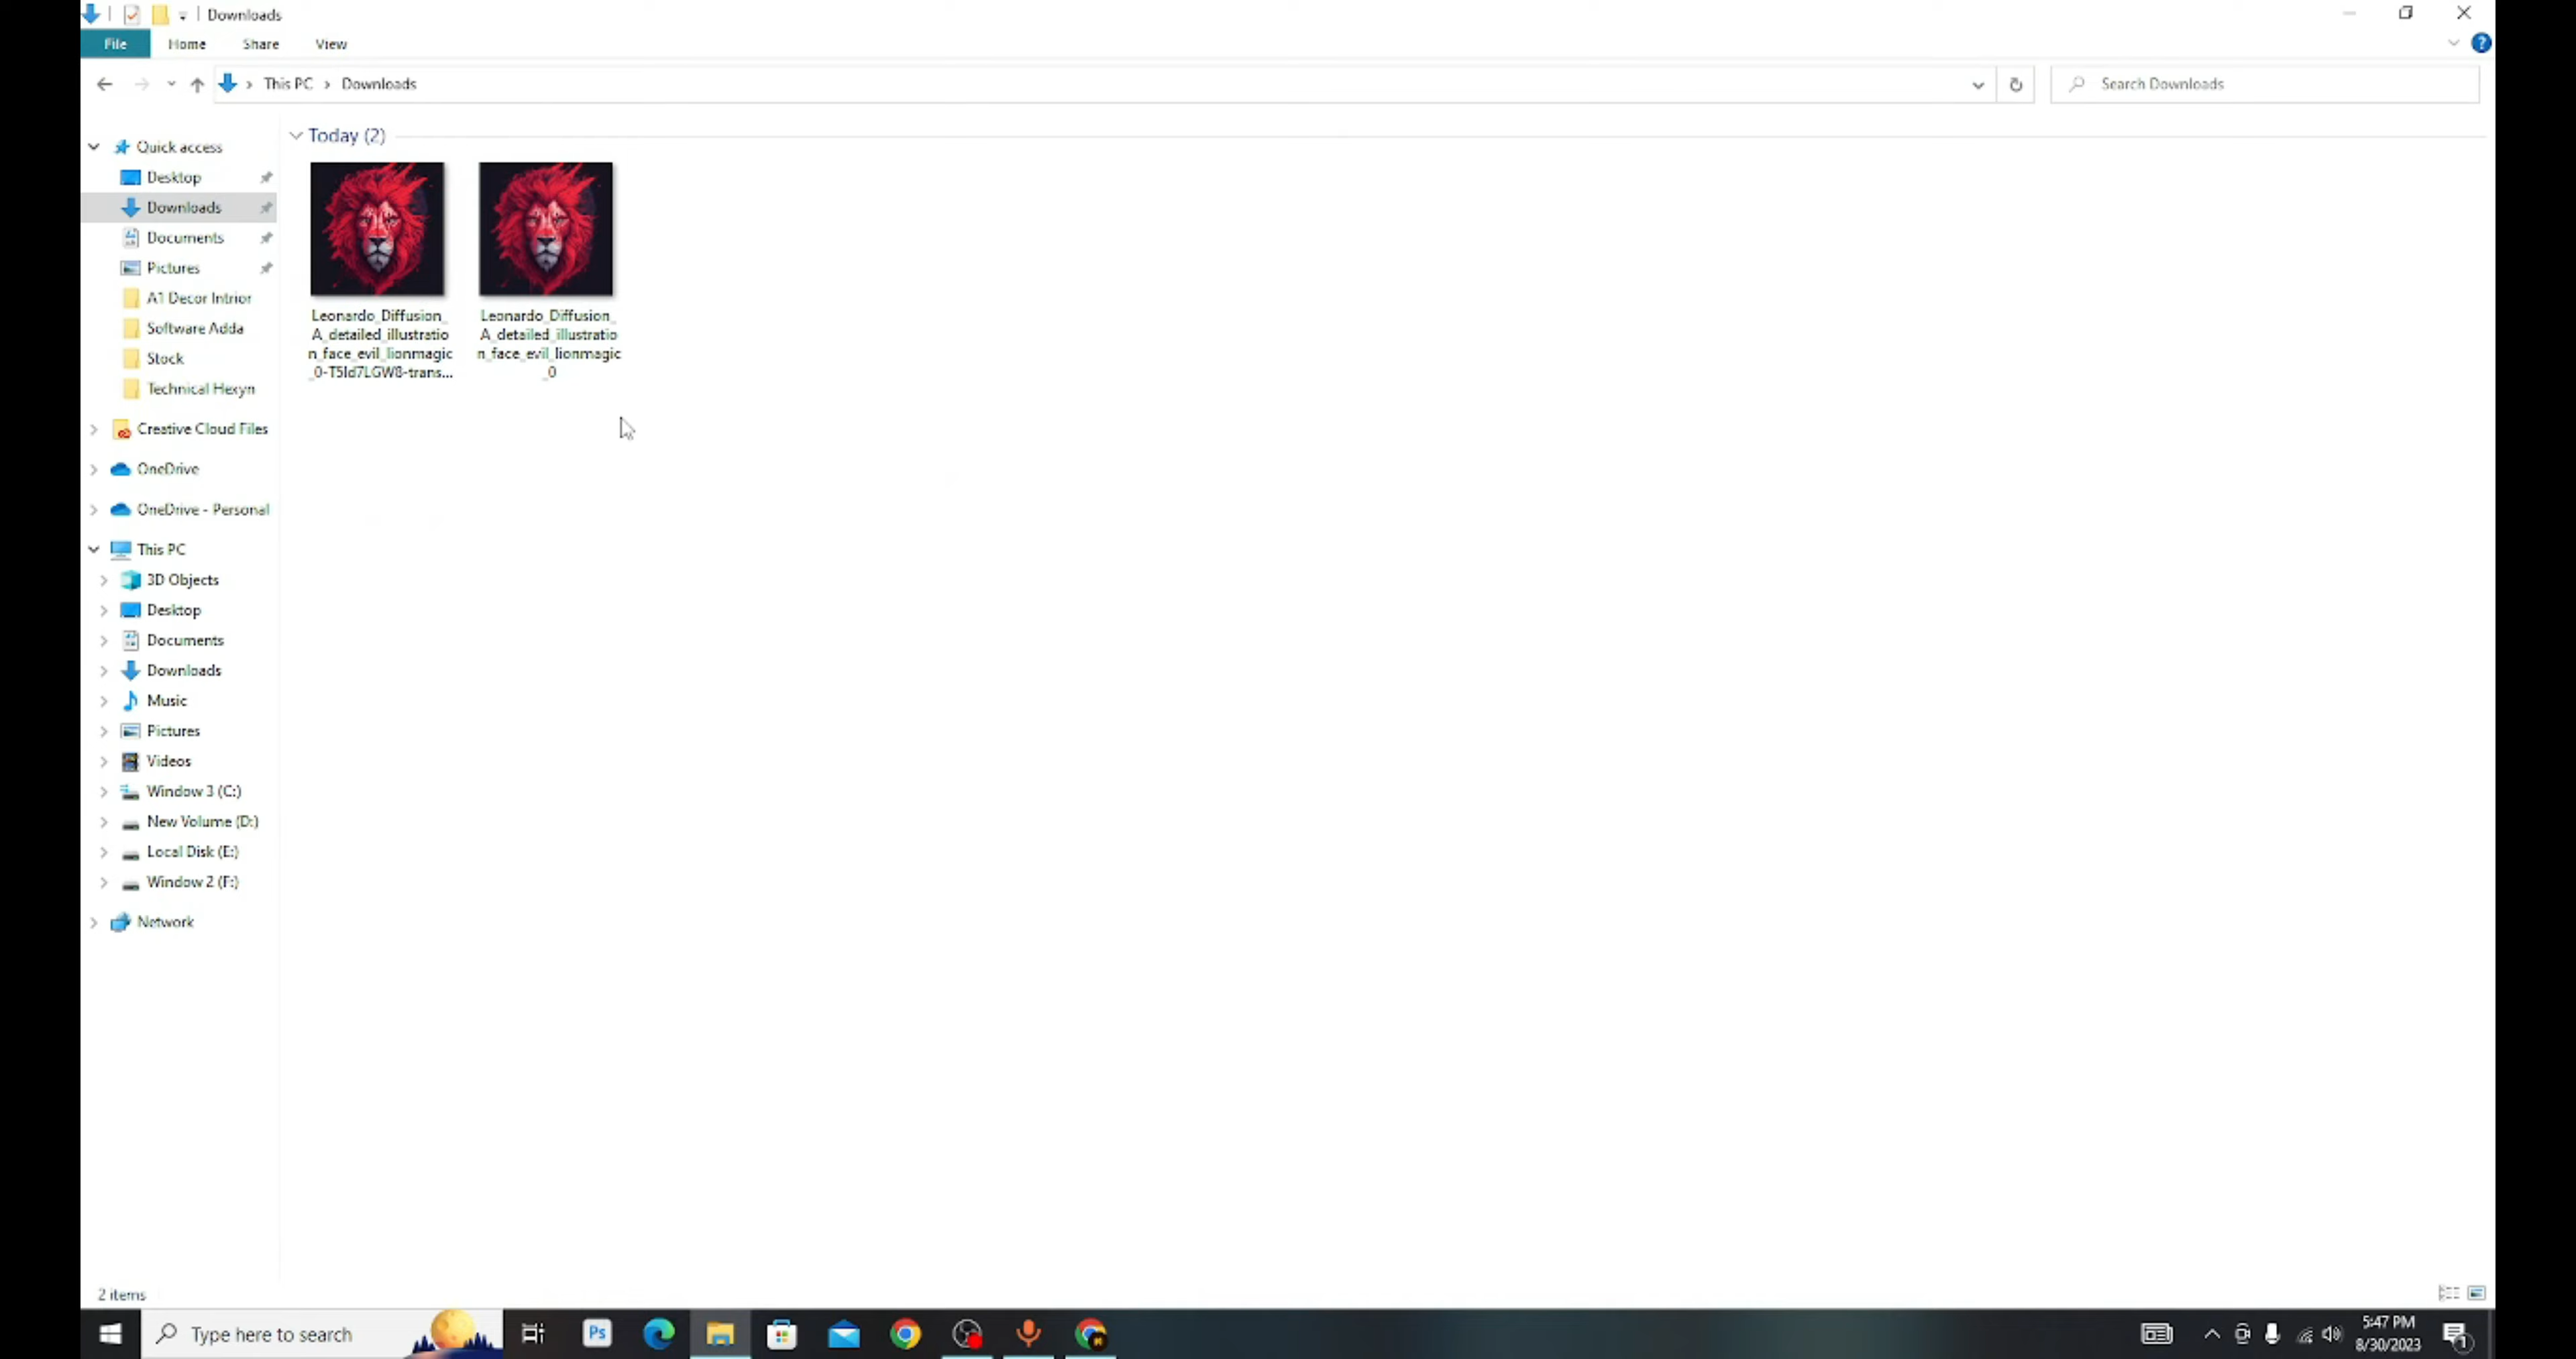 Downloads
File Home Share View
This PC Downloads
Search Downloads
Quick access
Desktop
Downloads
Documents
Pictures
A1 Decor Intrior
Software Adda
Stock
Technical Hexyn
Creative Cloud Files
OneDrive
OneDrive - Personal
This PC
3D Objects
Desktop
Documents
Downloads
Music
Pictures
Videos
Window 3 (C:)
New Volume (D:)
Local Disk (E:)
Window 2 (F:)
Network
Today (2)
Leonardo_Diffusion_
A_detailed_illustratio
n_face_evil_lionmagic
_0-T5ld7LGW8-trans...
Leonardo_Diffusion_
A_detailed_illustratio
n_face_evil_lionmagic
_0
2 items
Type here to search
Ps
5:47 PM
8/30/2023
1